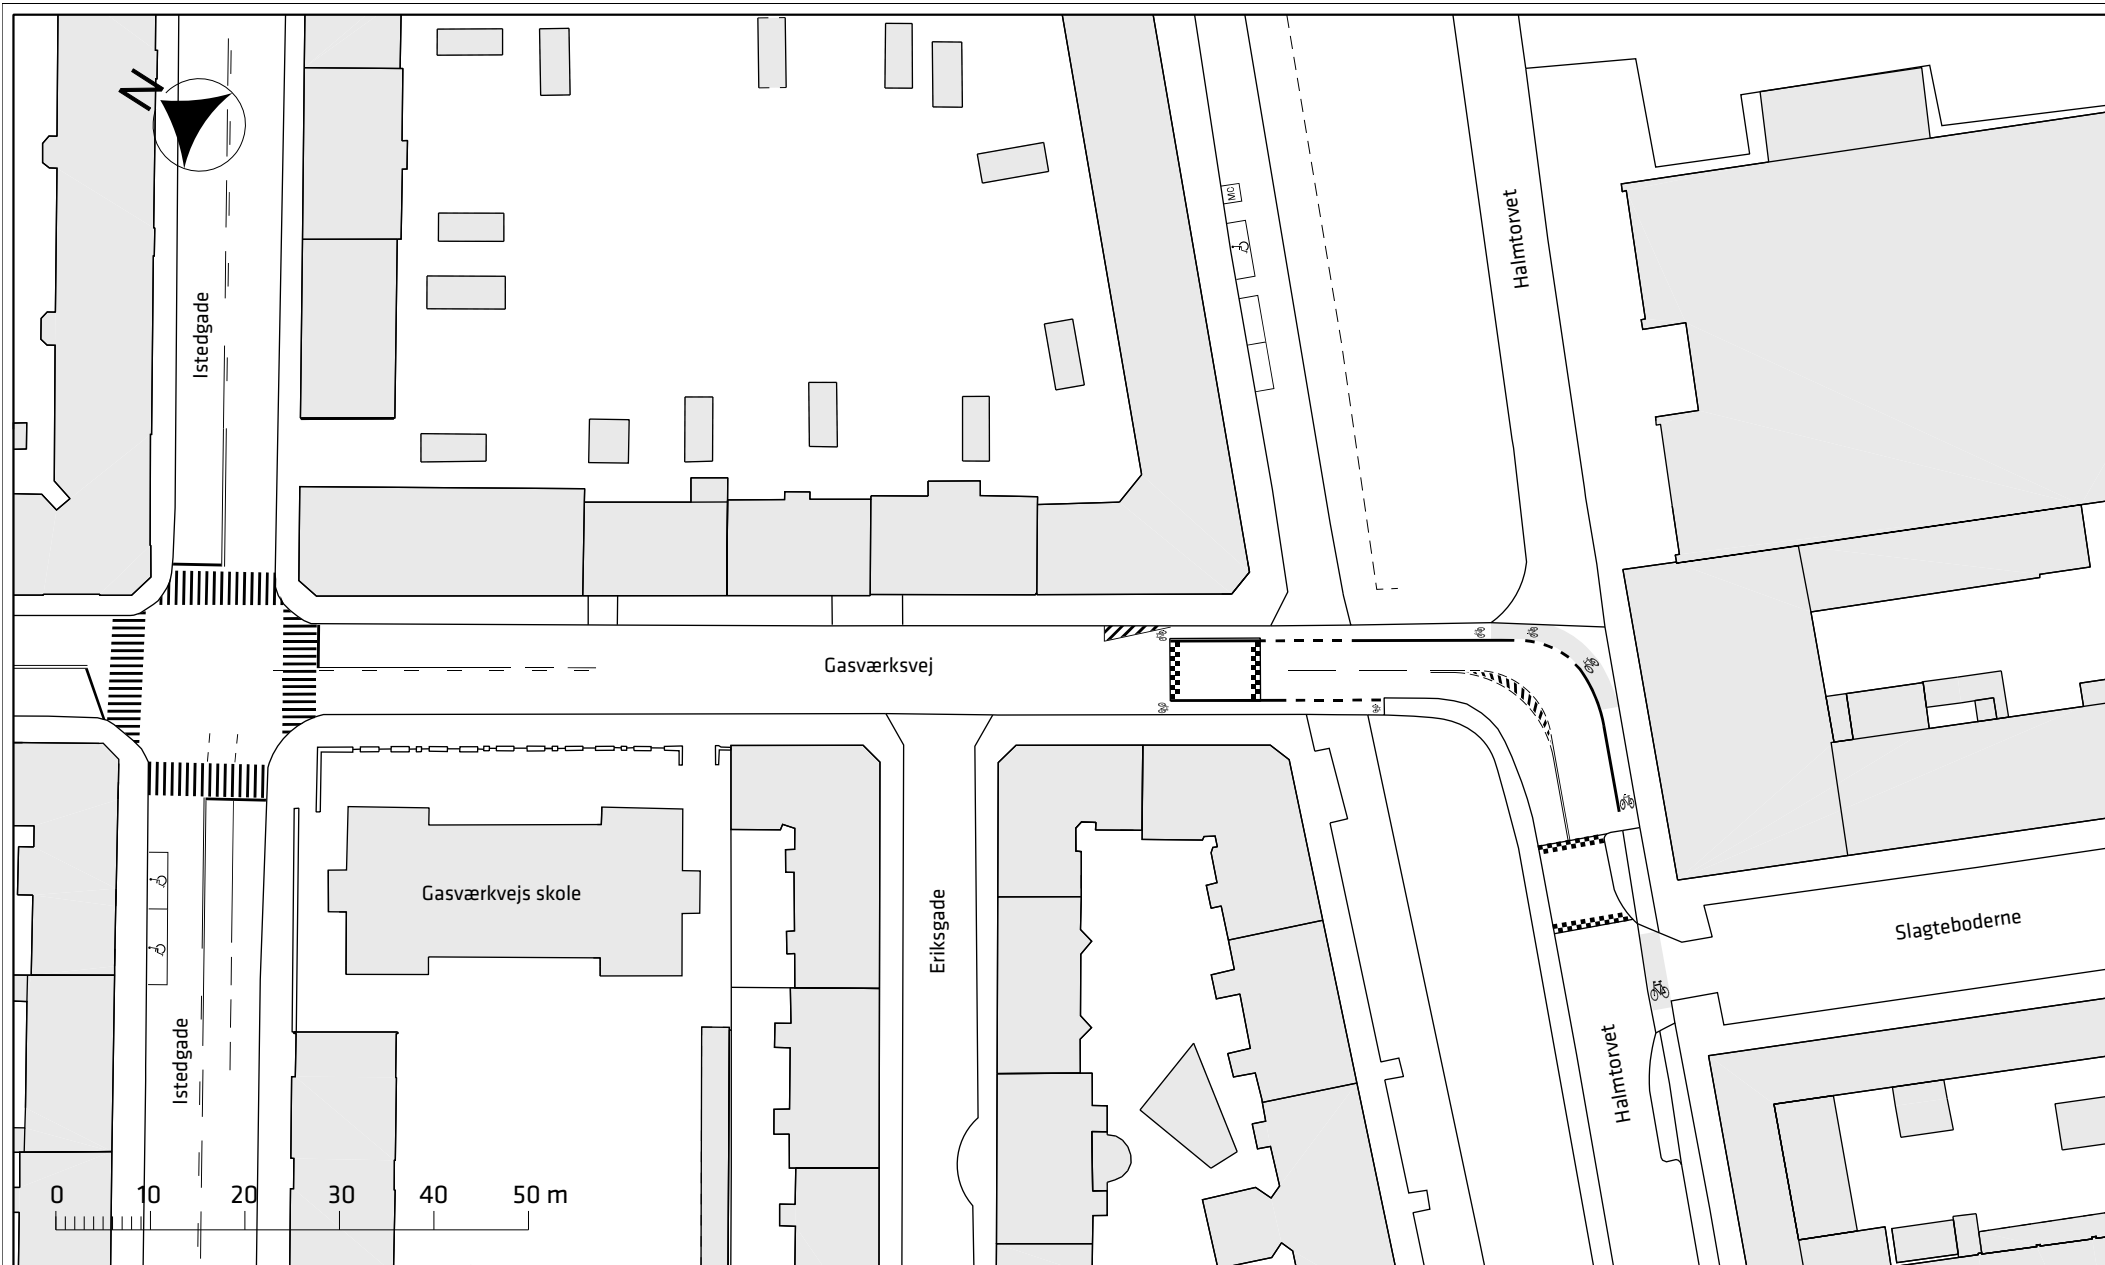 N
MC
Halmtorvet
Istedgade
Gasværksvej
Gasværkvejs skole
Eriksgade
Slagteboderne
Istedgade
Halmtorvet
0 10 20 30 40 50 m